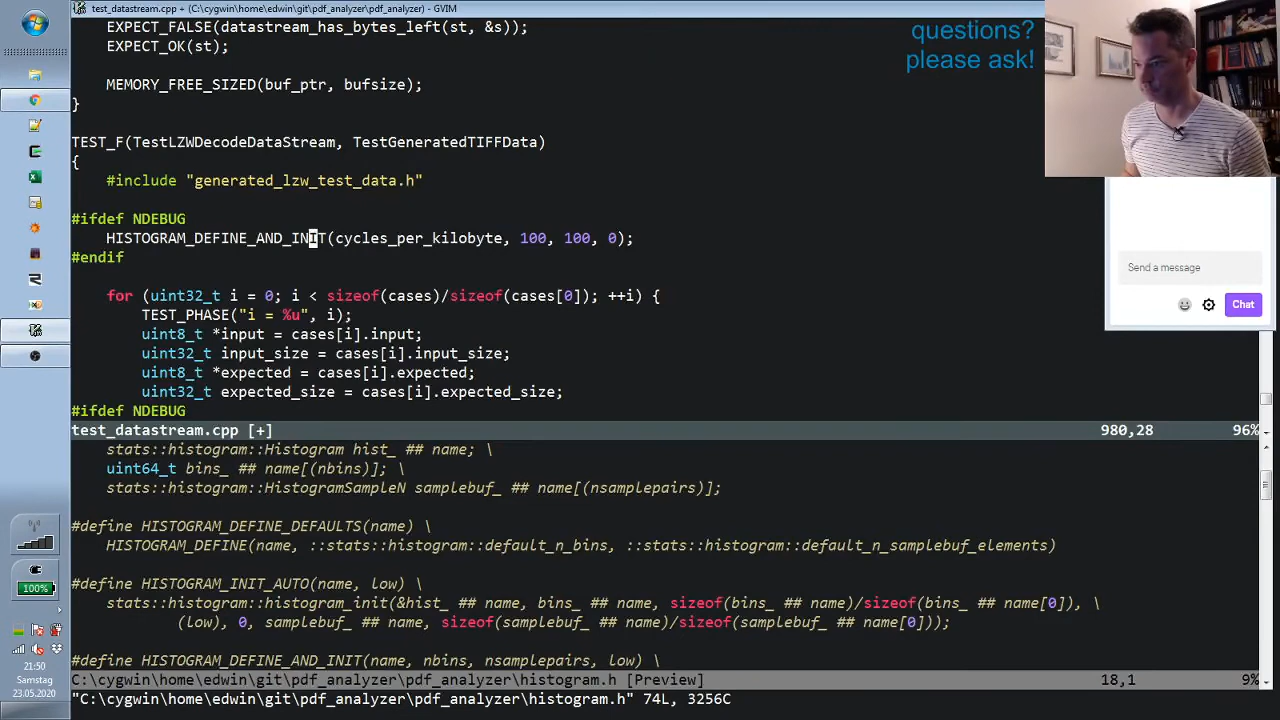 test_datastream.cpp + (C:\cygwin\home\edwin\git\pdf_analyzer\pdf_analyzer) - GVIM
EXPECT_FALSE(datastream_has_bytes_left(st, &s));
EXPECT_OK(st);
MEMORY_FREE_SIZED(buf_ptr, bufsize);
}
TEST_F(TestLZWDecodeDataStream, TestGeneratedTIFFData)
{
#include "generated_lzw_test_data.h"
#ifdef NDEBUG
HISTOGRAM_DEFINE_AND_INIT(cycles_per_kilobyte, 100, 100, 0);
#endif
for (uint32_t i = 0; i < sizeof(cases)/sizeof(cases[0]); ++i) {
TEST_PHASE("i = %u", i);
uint8_t *input = cases[i].input;
uint32_t input_size = cases[i].input_size;
uint8_t *expected = cases[i].expected;
uint32_t expected_size = cases[i].expected_size;
#ifdef NDEBUG
test_datastream.cpp [+] 980,28 96%
stats::histogram::Histogram hist_ ## name; \
uint64_t bins_ ## name[(nbins)]; \
stats::histogram::HistogramSampleN samplebuf_ ## name[(nsamplepairs)];
#define HISTOGRAM_DEFINE_DEFAULTS(name) \
HISTOGRAM_DEFINE(name, ::stats::histogram::default_n_bins, ::stats::histogram::default_n_samplebuf_elements)
#define HISTOGRAM_INIT_AUTO(name, low) \
stats::histogram::histogram_init(&hist_ ## name, bins_ ## name, sizeof(bins_ ## name)/sizeof(bins_ ## name[0]), \
(low), 0, samplebuf_ ## name, sizeof(samplebuf_ ## name)/sizeof(samplebuf_ ## name[0]));
#define HISTOGRAM_DEFINE_AND_INIT(name, nbins, nsamplepairs, low) \
C:\cygwin\home\edwin\git\pdf_analyzer\pdf_analyzer\histogram.h [Preview] 18,1 9%
"C:\cygwin\home\edwin\git\pdf_analyzer\pdf_analyzer\histogram.h" 74L, 3256C
questions?
please ask!
Send a message
Chat
100%
21:50
Samstag
23.05.2020